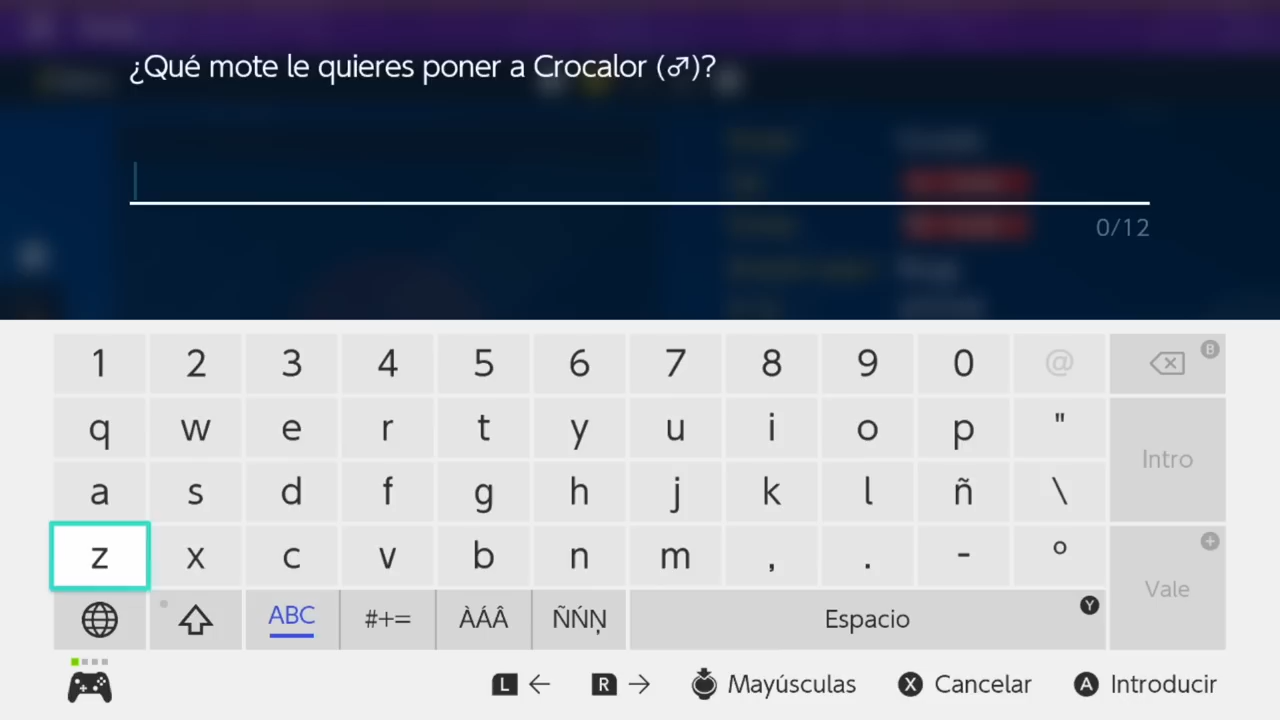 ¿Qué mote le quieres poner a Crocalor (♂)?
0/12
1 2 3 4 5 6 7 8 9 0 @ B
q w e r t y u i o p " Intro
a s d f g h j k l ñ \
z x c v b n m , . - º + Vale
ABC #+= ÀÁÂ ÑŃŅ Espacio Y
L ← R → Mayúsculas X Cancelar A Introducir